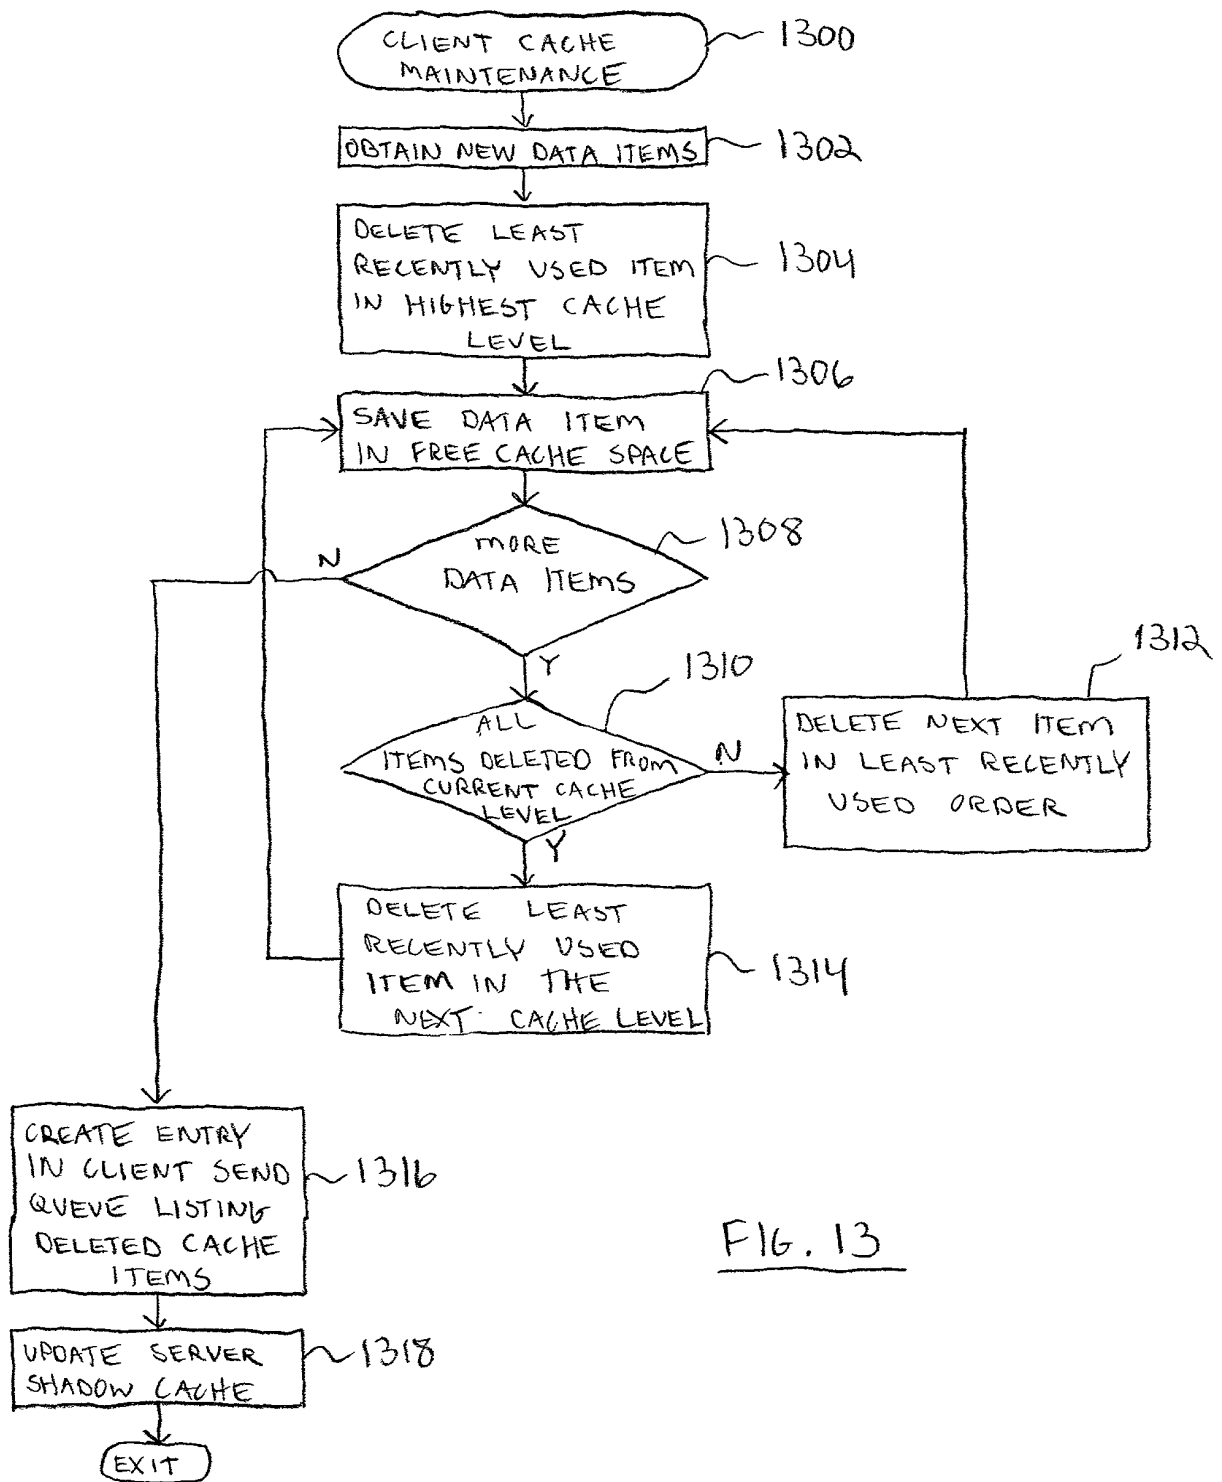 CLIENT CACHE
MAINTENANCE
1300
OBTAIN NEW DATA ITEMS
1302
DELETE LEAST
RECENTLY USED ITEM
IN HIGHEST CACHE
LEVEL
1304
1306
SAVE DATA ITEM
IN FREE CACHE SPACE
1308
MORE
DATA ITEMS
N
Y
1310
ALL
ITEMS DELETED FROM
CURRENT CACHE
LEVEL
N
Y
1312
DELETE NEXT ITEM
IN LEAST RECENTLY
USED ORDER
DELETE LEAST
RECENTLY USED
ITEM IN THE
NEXT CACHE LEVEL
1314
CREATE ENTRY
IN CLIENT SEND
QUEUE LISTING
DELETED CACHE
ITEMS
1316
UPDATE SERVER
SHADOW CACHE
1318
EXIT
FIG. 13